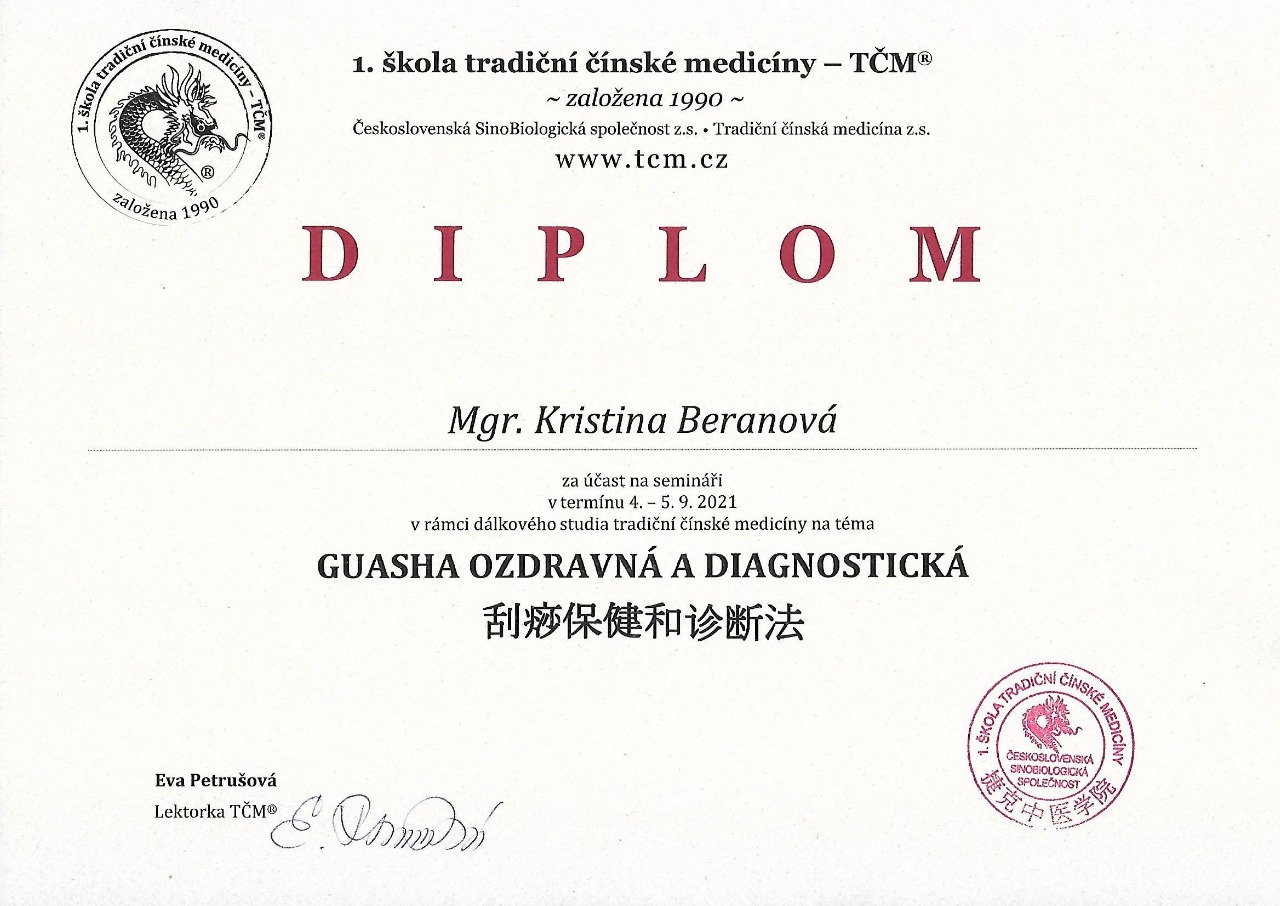 1. škola tradiční čínské medicíny – TČM®
®
založena 1990
1. škola tradiční čínské medicíny – TČM®
~ založena 1990 ~
Československá SinoBiologická společnost z.s. • Tradiční čínská medicína z.s.
www.tcm.cz
DIPLOM
Mgr. Kristina Beranová
za účast na semináři
v termínu 4. – 5. 9. 2021
v rámci dálkového studia tradiční čínské medicíny na téma
GUASHA OZDRAVNÁ A DIAGNOSTICKÁ
刮痧保健和诊断法
1. ŠKOLA TRADIČNÍ ČÍNSKÉ MEDICÍNY
ČESKOSLOVENSKÁ
SINOBIOLOGICKÁ
SPOLEČNOST
捷克中医学院
Eva Petrušová
Lektorka TČM®